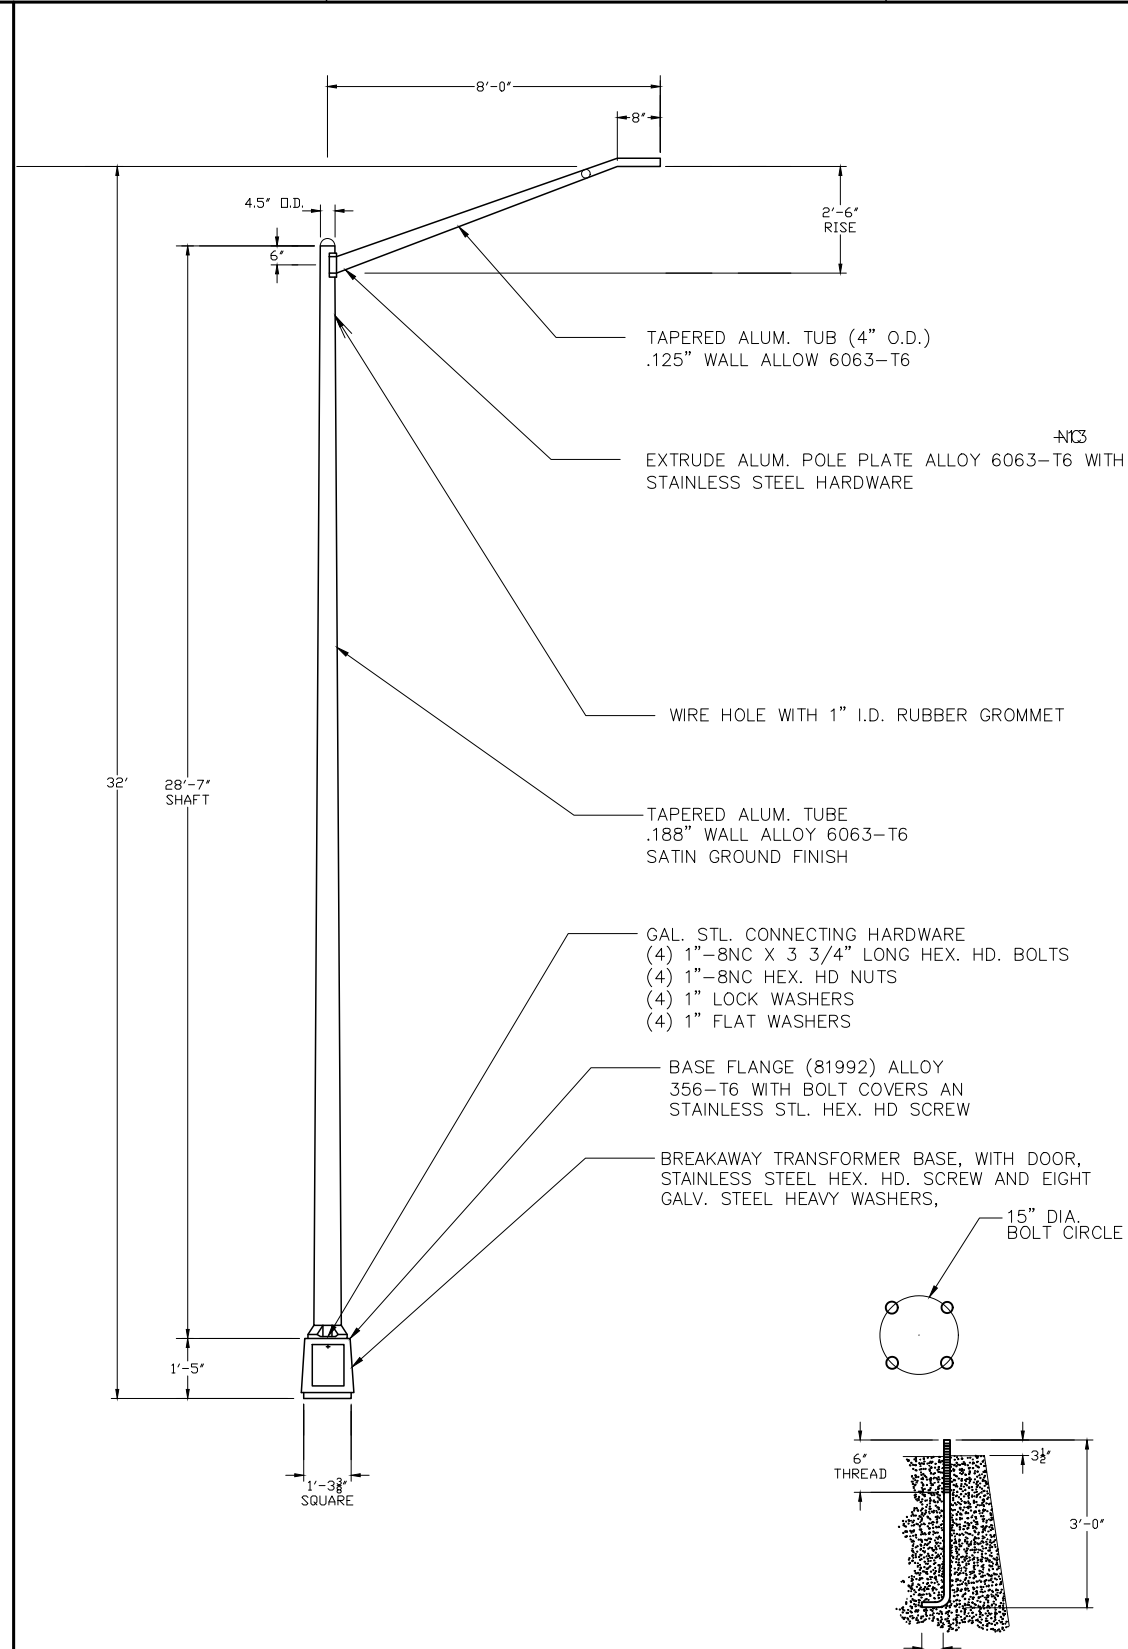 8'-0"
8"
4.5" O.D.
2'-6"
RISE
6"
TAPERED ALUM. TUB (4" O.D.)
.125" WALL ALLOW 6063-T6
EXTRUDE ALUM. POLE PLATE ALLOY 6063-T6 WITH
STAINLESS STEEL HARDWARE
WIRE HOLE WITH 1" I.D. RUBBER GROMMET
32'
28'-7"
SHAFT
TAPERED ALUM. TUBE
.188" WALL ALLOY 6063-T6
SATIN GROUND FINISH
GAL. STL. CONNECTING HARDWARE
(4) 1"-8NC X 3 3/4" LONG HEX. HD. BOLTS
(4) 1"-8NC HEX. HD NUTS
(4) 1" LOCK WASHERS
(4) 1" FLAT WASHERS
BASE FLANGE (81992) ALLOY
356-T6 WITH BOLT COVERS AN
STAINLESS STL. HEX. HD SCREW
BREAKAWAY TRANSFORMER BASE, WITH DOOR,
STAINLESS STEEL HEX. HD. SCREW AND EIGHT
GALV. STEEL HEAVY WASHERS,
15" DIA.
BOLT CIRCLE
1'-5"
1'-3 3/8"
SQUARE
6"
THREAD
3 1/2"
3'-0"